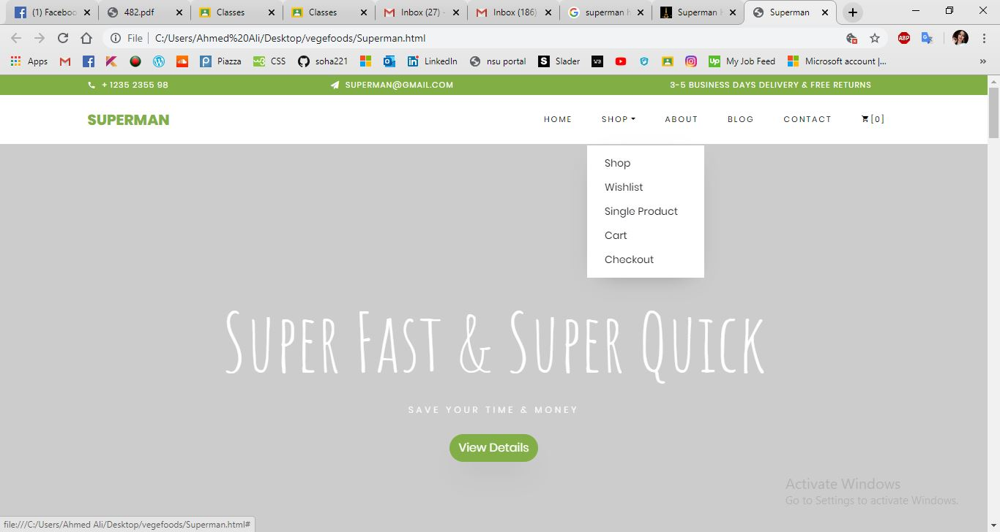 (1) Faceboo
482.pdf
Classes
Classes
Inbox (27) -
Inbox (186)
superman h
Superman H
Superman
File
C:/Users/Ahmed%20Ali/Desktop/vegefoods/Superman.html
ABP
Apps
Piazza
CSS
soha221
LinkedIn
nsu portal
Slader
My Job Feed
Microsoft account |...
+ 1235 2355 98
SUPERMAN@GMAIL.COM
3-5 BUSINESS DAYS DELIVERY & FREE RETURNS
SUPERMAN
HOME
SHOP
ABOUT
BLOG
CONTACT
[0]
Shop
Wishlist
Single Product
Cart
Checkout
Super Fast & Super Quick
SAVE YOUR TIME & MONEY
View Details
Activate Windows
Go to Settings to activate Windows.
file:///C:/Users/Ahmed Ali/Desktop/vegefoods/Superman.html#